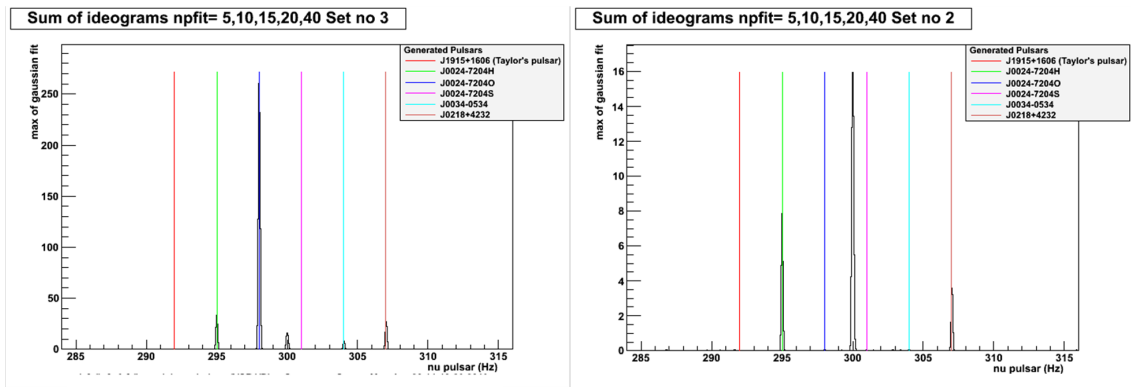 Sum of ideograms npfit= 5,10,15,20,40 Set no 3
max of gaussian fit
250
200
150
100
50
0
285
290
295
300
305
310
315
nu pulsar (Hz)
Generated Pulsars
J1915+1606 (Taylor's pulsar)
J0024-7204H
J0024-7204O
J0024-7204S
J0034-0534
J0218+4232
Sum of ideograms npfit= 5,10,15,20,40 Set no 2
max of gaussian fit
16
14
12
10
8
6
4
2
0
285
290
295
300
305
310
315
nu pulsar (Hz)
Generated Pulsars
J1915+1606 (Taylor's pulsar)
J0024-7204H
J0024-7204O
J0024-7204S
J0034-0534
J0218+4232